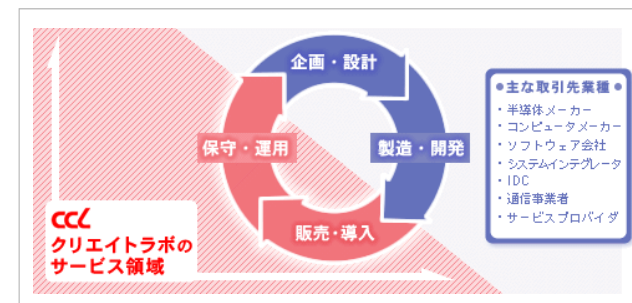 企画・設計
保守・運用
製造・開発
販売・導入
CCL
クリエイトラボの
サービス領域
●主な取引先業種●
・半導体メーカー
・コンピュータメーカー
・ソフトウェア会社
・システムインテグレータ
・IDC
・通信事業者
・サービスプロバイダ